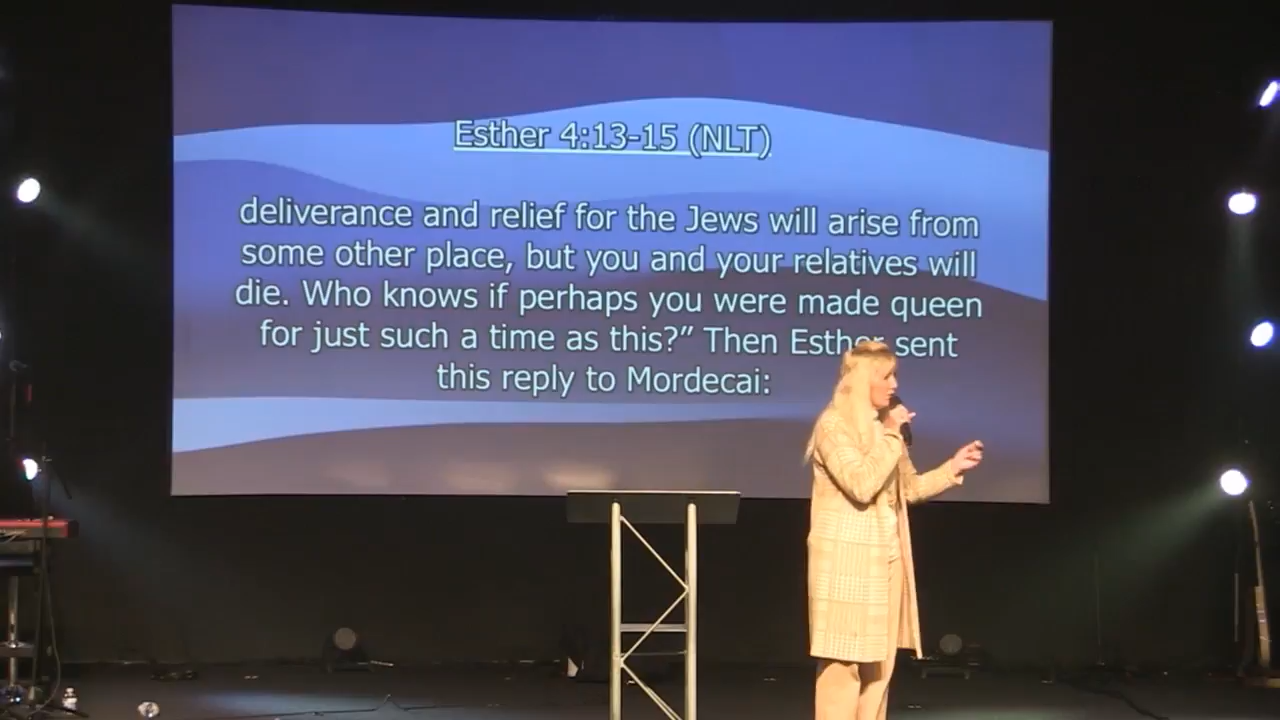 Esther 4:13-15 (NLT)
deliverance and relief for the Jews will arise from
some other place, but you and your relatives will
die. Who knows if perhaps you were made queen
for just such a time as this?” Then Esther sent
this reply to Mordecai: